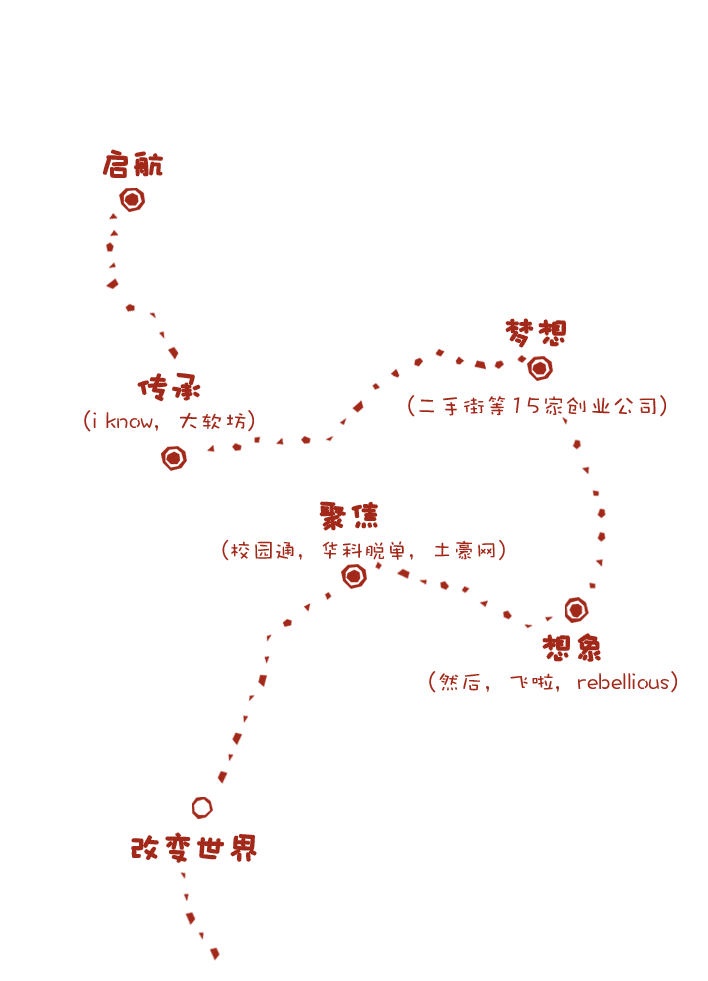 启航
梦想
传承
(二手街等15家创业公司)
(i know, 大软坊)
聚焦
(校园通, 华科脱单, 土豪网)
想象
(然后, 飞啦, rebellious)
改变世界